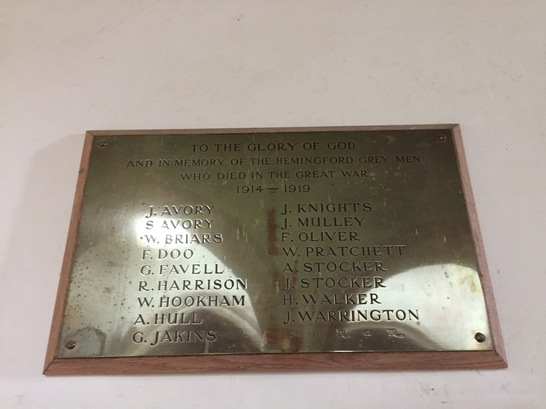 TO THE GLORY OF GOD
AND IN MEMORY OF THE HEMINGFORD GREY MEN
WHO DIED IN THE GREAT WAR
1914—1919
J. AVORY
S. AVORY
W. BRIARS
F. DOO
G. FAVELL
R. HARRISON
W. HOOKHAM
A. HULL
G. JAKINS
J. KNIGHTS
J. MULLEY
F. OLIVER
W. PRATCHETT
A. STOCKER
J. STOCKER
H. WALKER
J. WARRINGTON